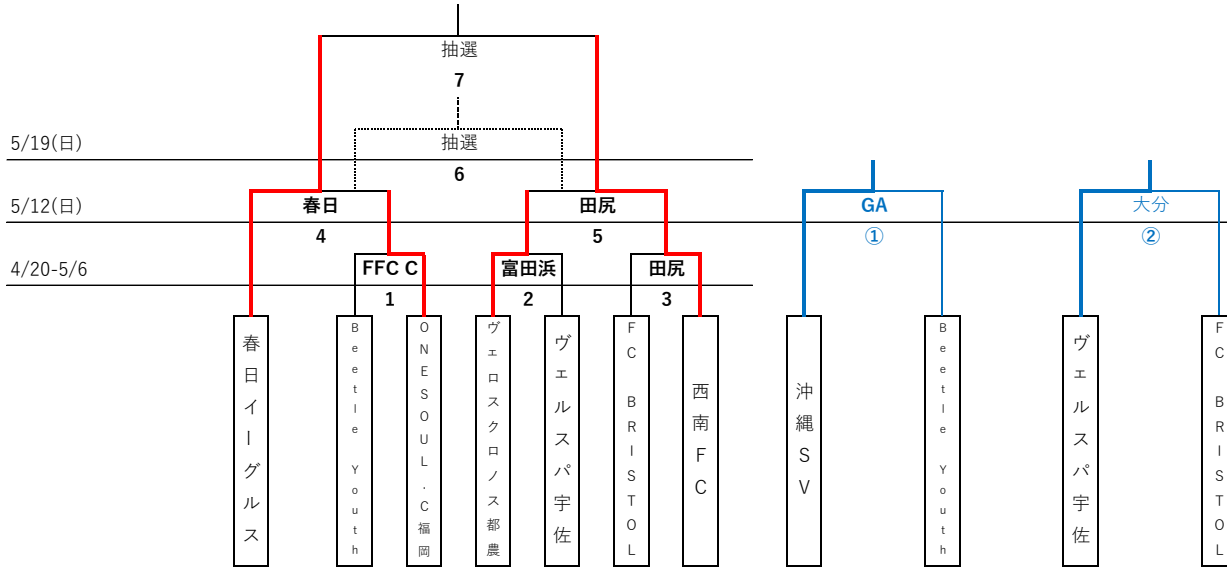 抽選
7
5/19(日)
抽選
6
5/12(日)
春日
田尻
GA
大分
4
5
①
②
4/20-5/6
FFC C
富田浜
田尻
1
2
3
春日イーグルス
Beetle Youth
ONESOUL.C福岡
ヴェロスクロノス都農
ヴェルスパ宇佐
FC BRISTOL
西南FC
沖縄SV
Beetle Youth
ヴェルスパ宇佐
FC BRISTOL